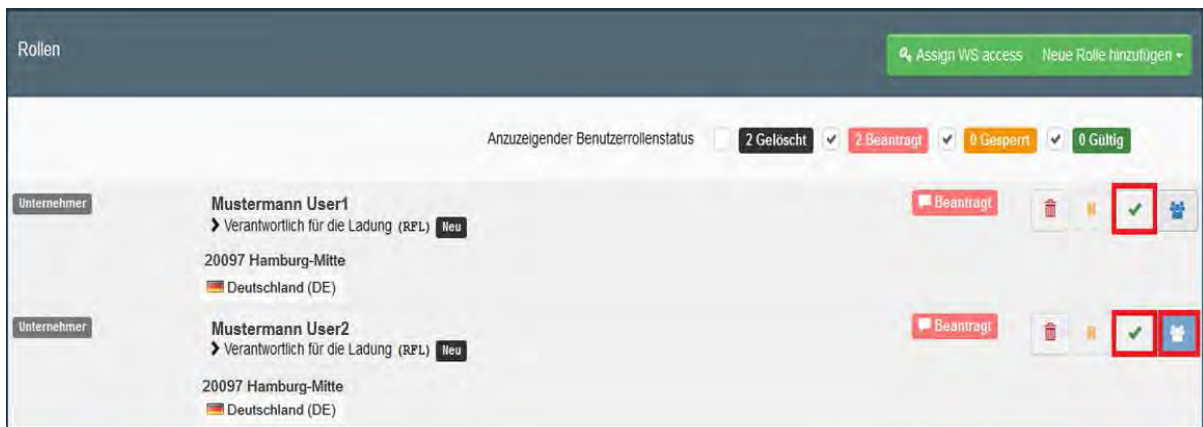 Rollen
Assign WS access Neue Rolle hinzufügen
Anzuzeigender Benutzerrollenstatus 2 Gelöscht 2 Beantragt 0 Gesperrt 0 Gültig
Unternehmer Mustermann User1 Beantragt
Verantwortlich für die Ladung (RFL) Neu
20097 Hamburg-Mitte
Deutschland (DE)
Unternehmer Mustermann User2 Beantragt
Verantwortlich für die Ladung (RFL) Neu
20097 Hamburg-Mitte
Deutschland (DE)